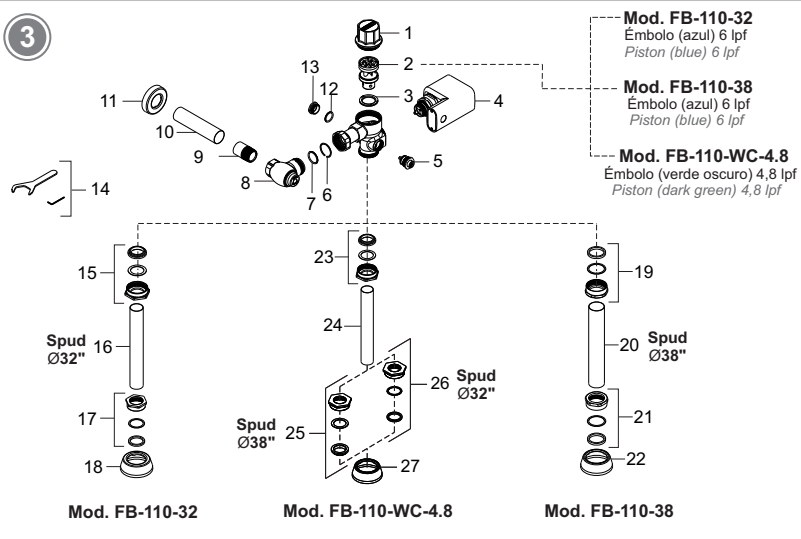 3
1
2
3
4
5
6
7
8
9
10
11
12
13
14
Mod. FB-110-32
Émbolo (azul) 6 lpf
Piston (blue) 6 lpf
Mod. FB-110-38
Émbolo (azul) 6 lpf
Piston (blue) 6 lpf
Mod. FB-110-WC-4.8
Émbolo (verde oscuro) 4,8 lpf
Piston (dark green) 4,8 lpf
15
Spud
Ø32"
16
17
18
Mod. FB-110-32
23
24
Spud
Ø38"
25
26
Spud
Ø32"
27
Mod. FB-110-WC-4.8
19
20
Spud
Ø38"
21
22
Mod. FB-110-38